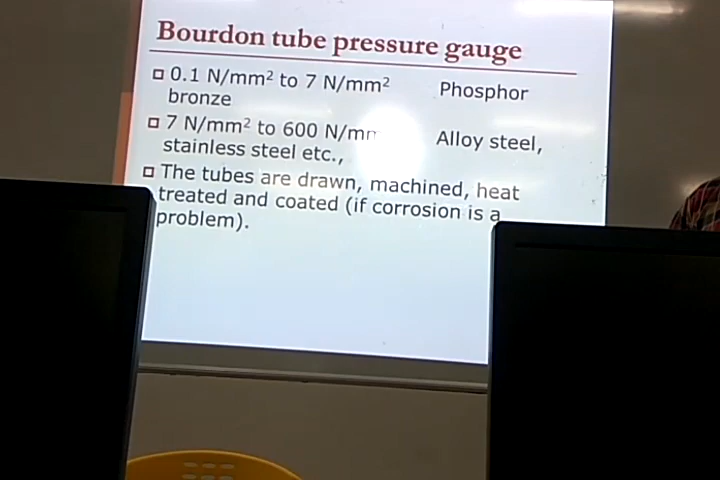 Bourdon tube pressure gauge
0.1 N/mm² to 7 N/mm² Phosphor
bronze
7 N/mm² to 600 N/m Alloy steel,
stainless steel etc.,
The tubes are drawn, machined, heat
treated and coated (if corrosion is a
problem).